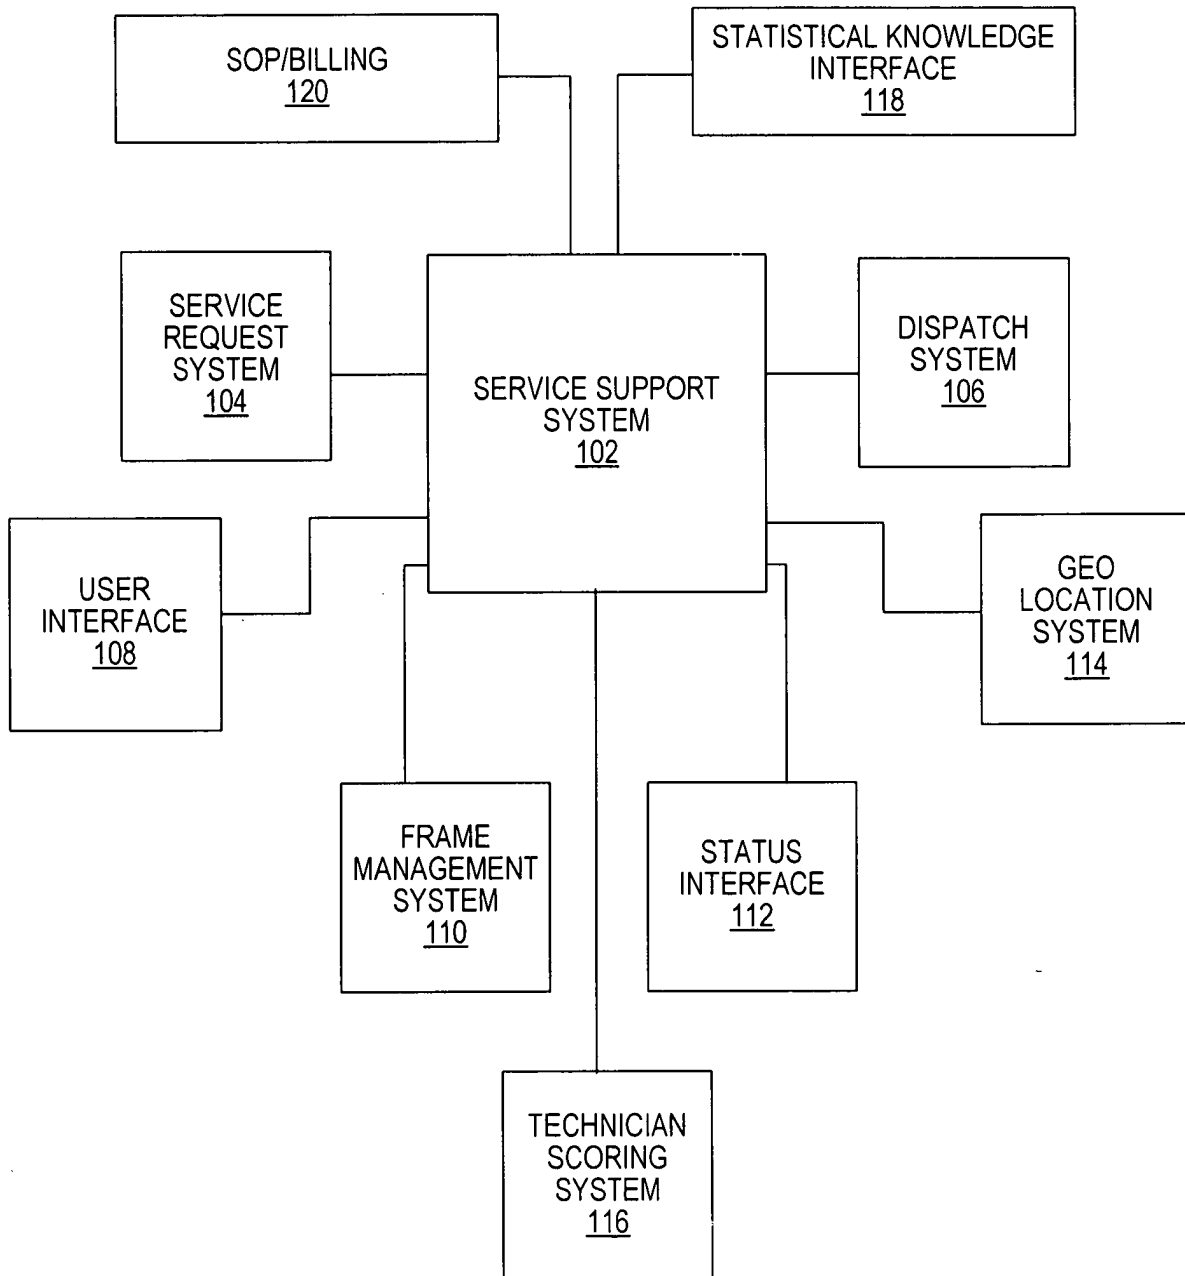 SOP/BILLING
120
STATISTICAL KNOWLEDGE
INTERFACE
118
SERVICE
REQUEST
SYSTEM
104
SERVICE SUPPORT
SYSTEM
102
DISPATCH
SYSTEM
106
USER
INTERFACE
108
GEO
LOCATION
SYSTEM
114
FRAME
MANAGEMENT
SYSTEM
110
STATUS
INTERFACE
112
TECHNICIAN
SCORING
SYSTEM
116